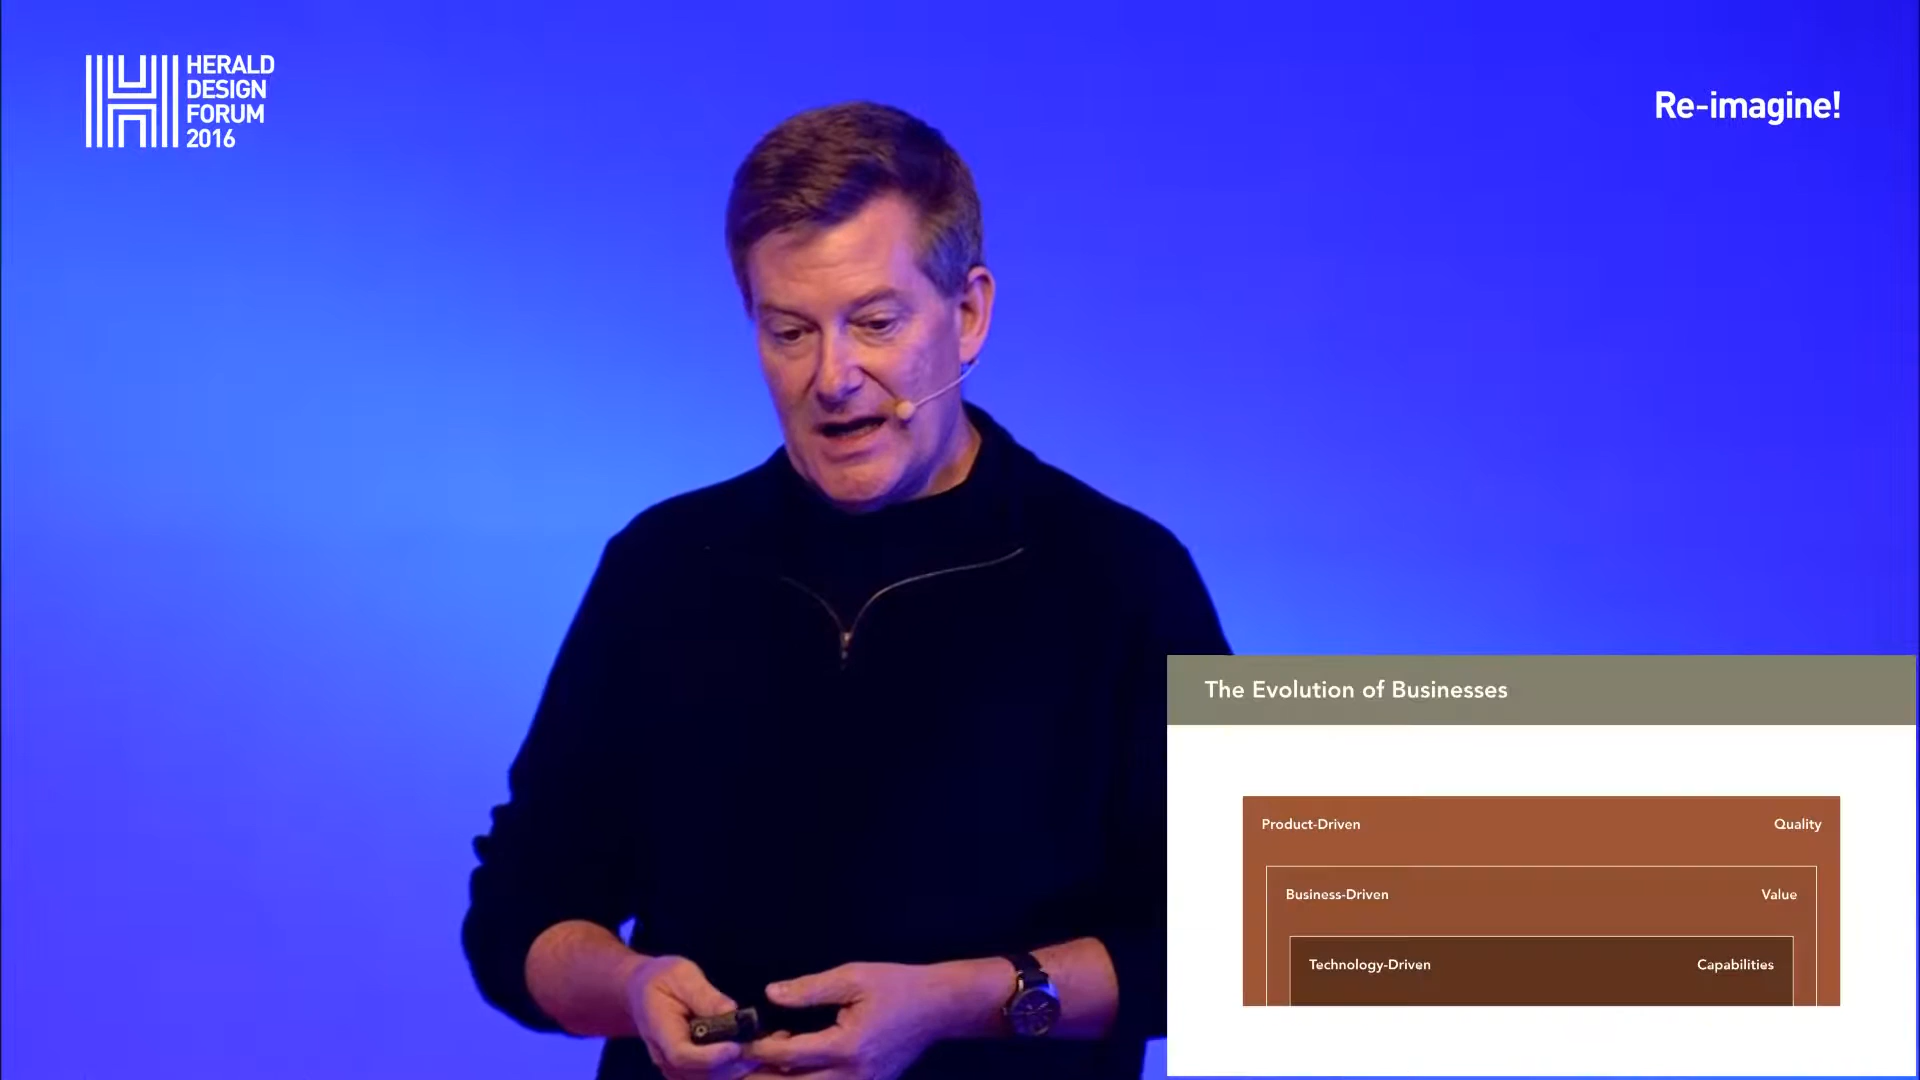 HERALD
DESIGN
FORUM
2016
Re-imagine!
The Evolution of Businesses
Product-Driven Quality
Business-Driven Value
Technology-Driven Capabilities